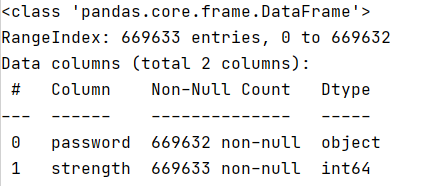 <class 'pandas.core.frame.DataFrame'>
RangeIndex: 669633 entries, 0 to 669632
Data columns (total 2 columns):
 #   Column    Non-Null Count   Dtype
---  ------    --------------   -----
 0   password  669632 non-null  object
 1   strength  669633 non-null  int64